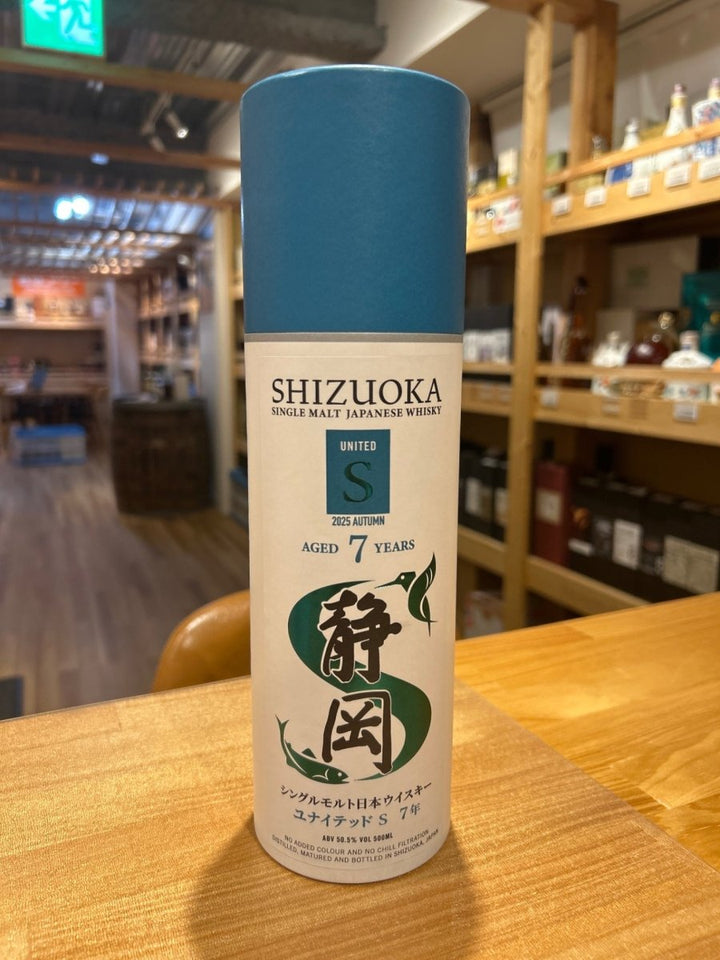 SHIZUOKA
SINGLE MALT JAPANESE WHISKY
UNITED
S
2025 AUTUMN
AGED 7 YEARS
静岡
シングルモルト日本ウイスキー
ユナイテッド S 7年
ABV 50.5% VOL 500ML
NO ADDED COLOUR AND NO CHILL FILTRATION
DISTILLED, MATURED AND BOTTLED IN SHIZUOKA, JAPAN